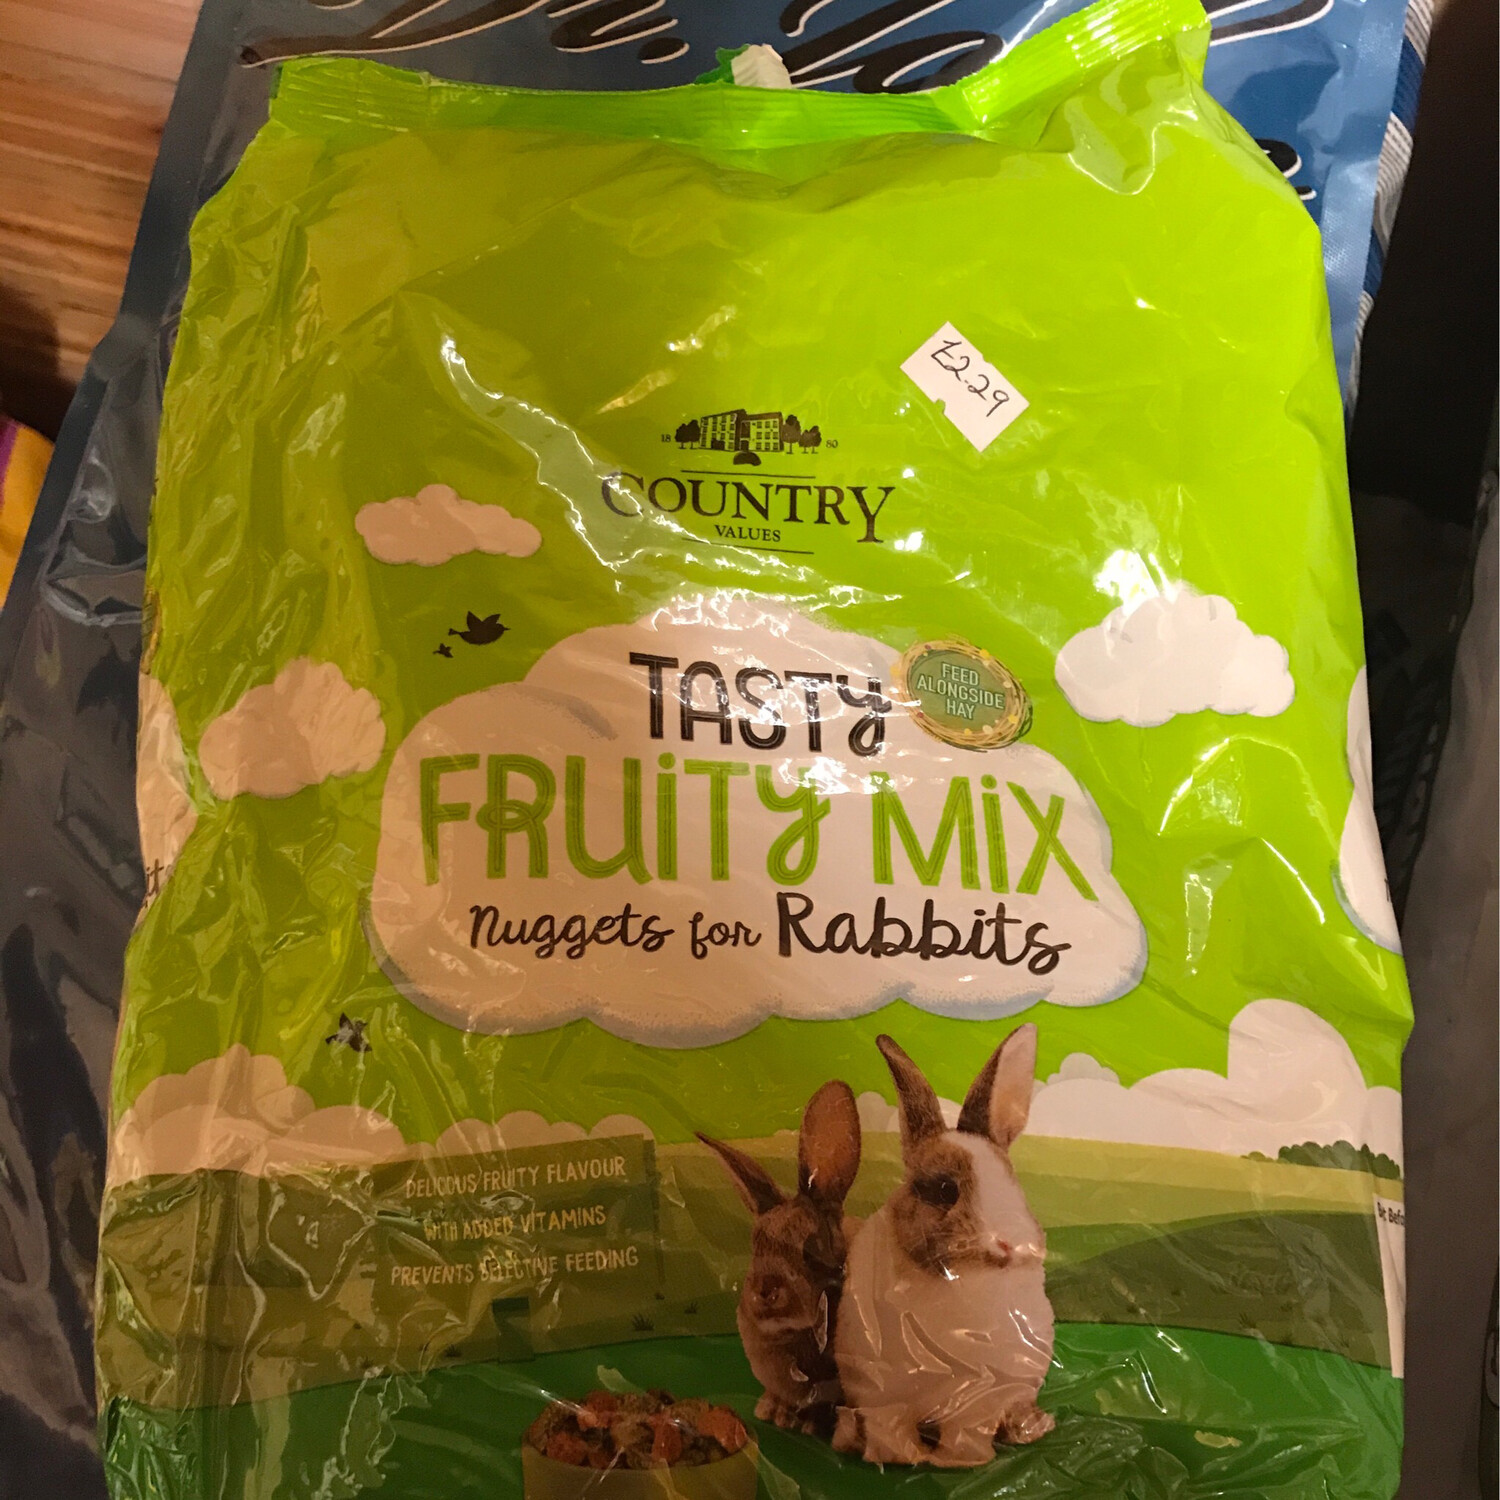 £2.29
18 80
COUNTRY
VALUES
TASTY
FEED
ALONGSIDE
HAY
FRUiTY MiX
Nuggets for Rabbits
DELICIOUS FRUITY FLAVOUR
WITH ADDED VITAMINS
PREVENTS SELECTIVE FEEDING